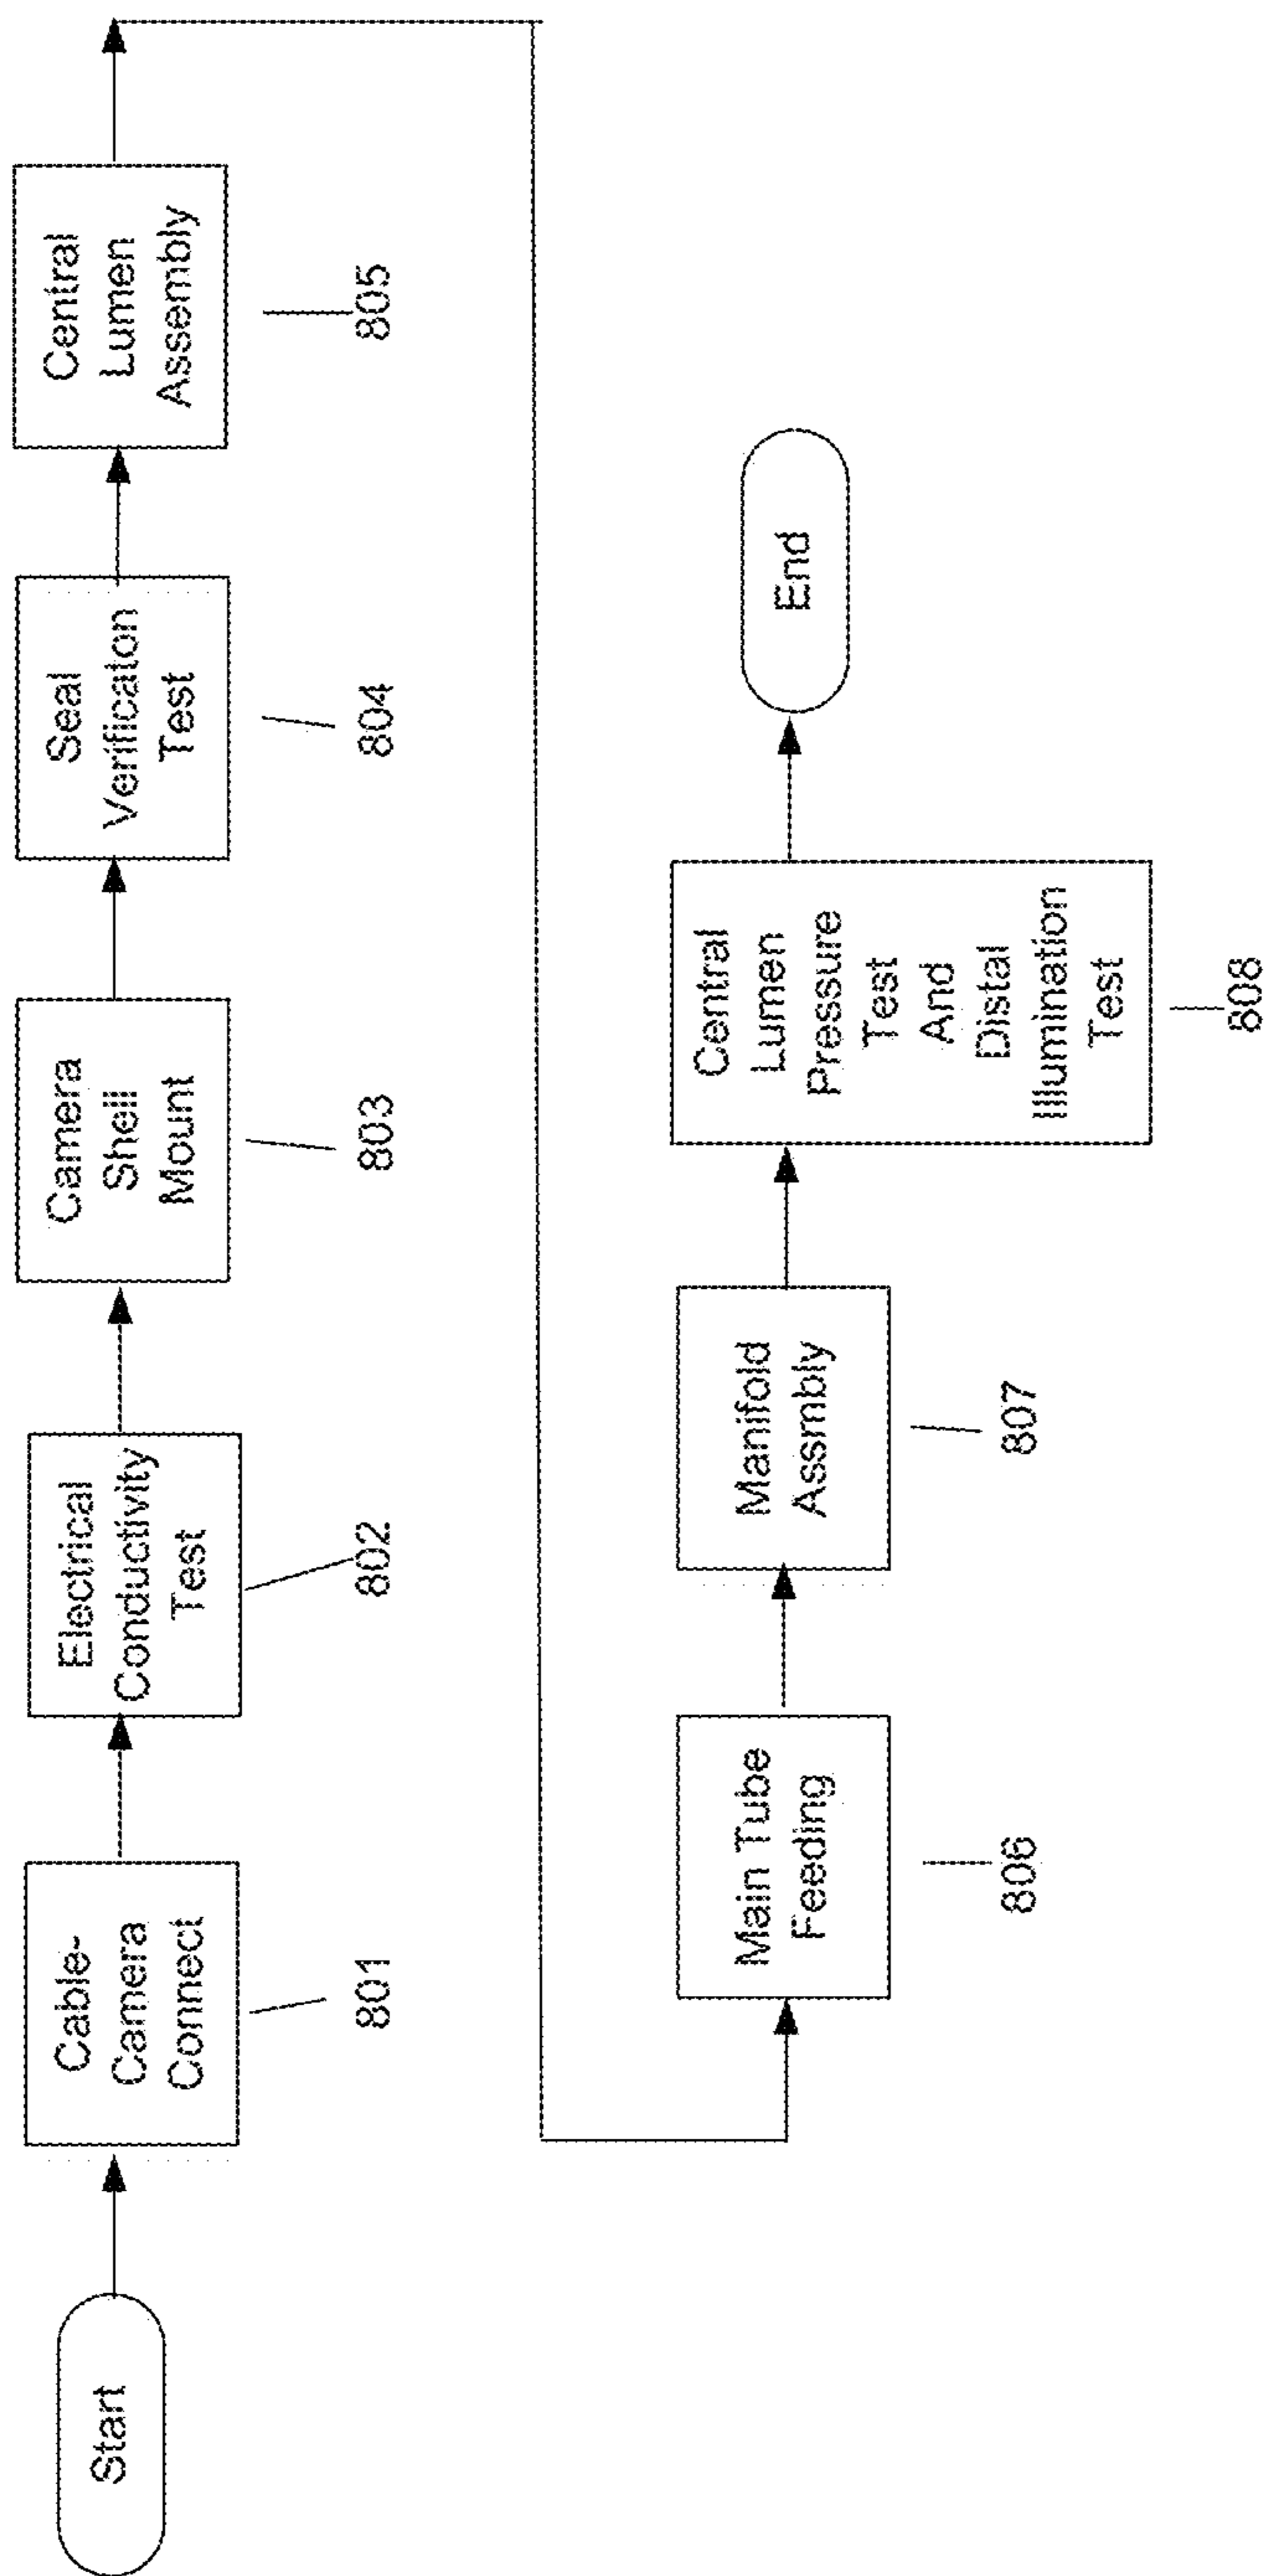 Start
Cable-
Camera
Connect
801
Electrical
Conductivity
Test
802
Camera
Shell
Mount
803
Seal
Verificaton
Test
804
Central
Lumen
Assembly
805
Main Tube
Feeding
806
Manifold
Assmbly
807
Central
Lumen
Pressure
Test
And
Distal
Illumination
Test
808
End